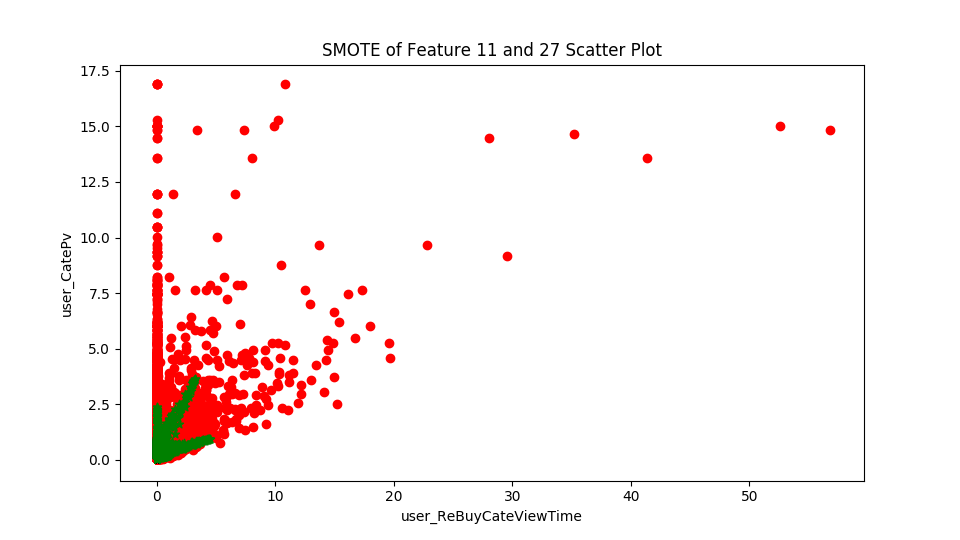 SMOTE of Feature 11 and 27 Scatter Plot
17.5
15.0
12.5
10.0
7.5
5.0
2.5
0.0
user_CatePv
0 10 20 30 40 50
user_ReBuyCateViewTime